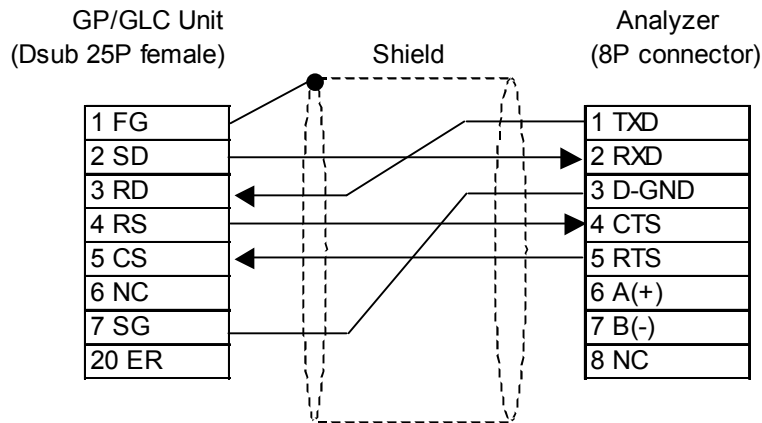 GP/GLC Unit
(Dsub 25P female)
Shield
Analyzer
(8P connector)
1 FG
2 SD
3 RD
4 RS
5 CS
6 NC
7 SG
20 ER
1 TXD
2 RXD
3 D-GND
4 CTS
5 RTS
6 A(+)
7 B(-)
8 NC